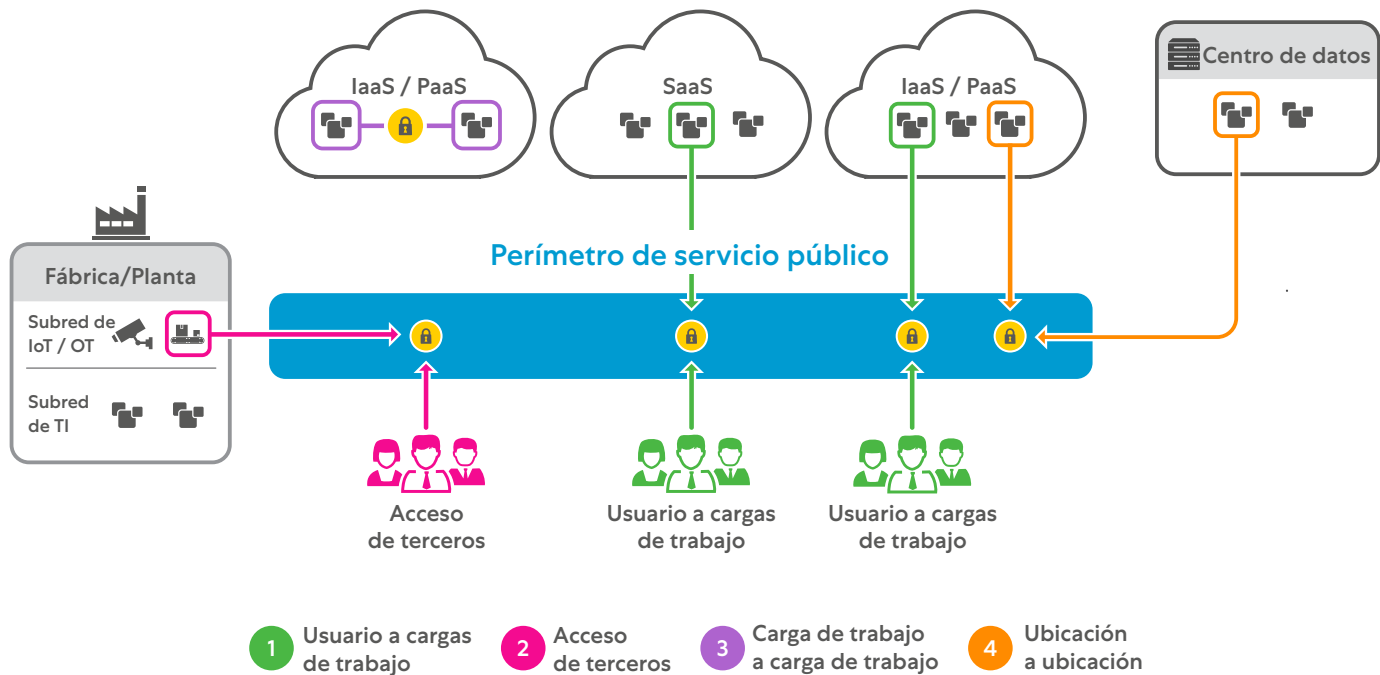 IaaS / PaaS
SaaS
IaaS / PaaS
Centro de datos
Perímetro de servicio público
Fábrica/Planta
Subred de
IoT / OT
Subred
de TI
Acceso
de terceros
Usuario a cargas
de trabajo
Usuario a cargas
de trabajo
1 Usuario a cargas
de trabajo
2 Acceso
de terceros
3 Carga de trabajo
a carga de trabajo
4 Ubicación
a ubicación